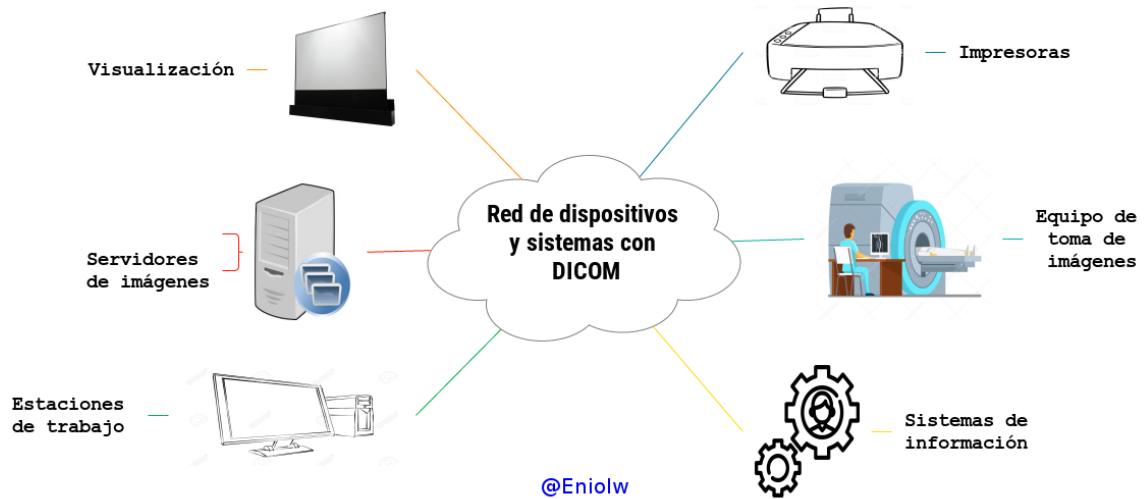 Visualización
Impresoras
Red de dispositivos
y sistemas con
DICOM
Servidores
de imágenes
Equipo de
toma de
imágenes
Estaciones
de trabajo
Sistemas de
información
@Eniolw